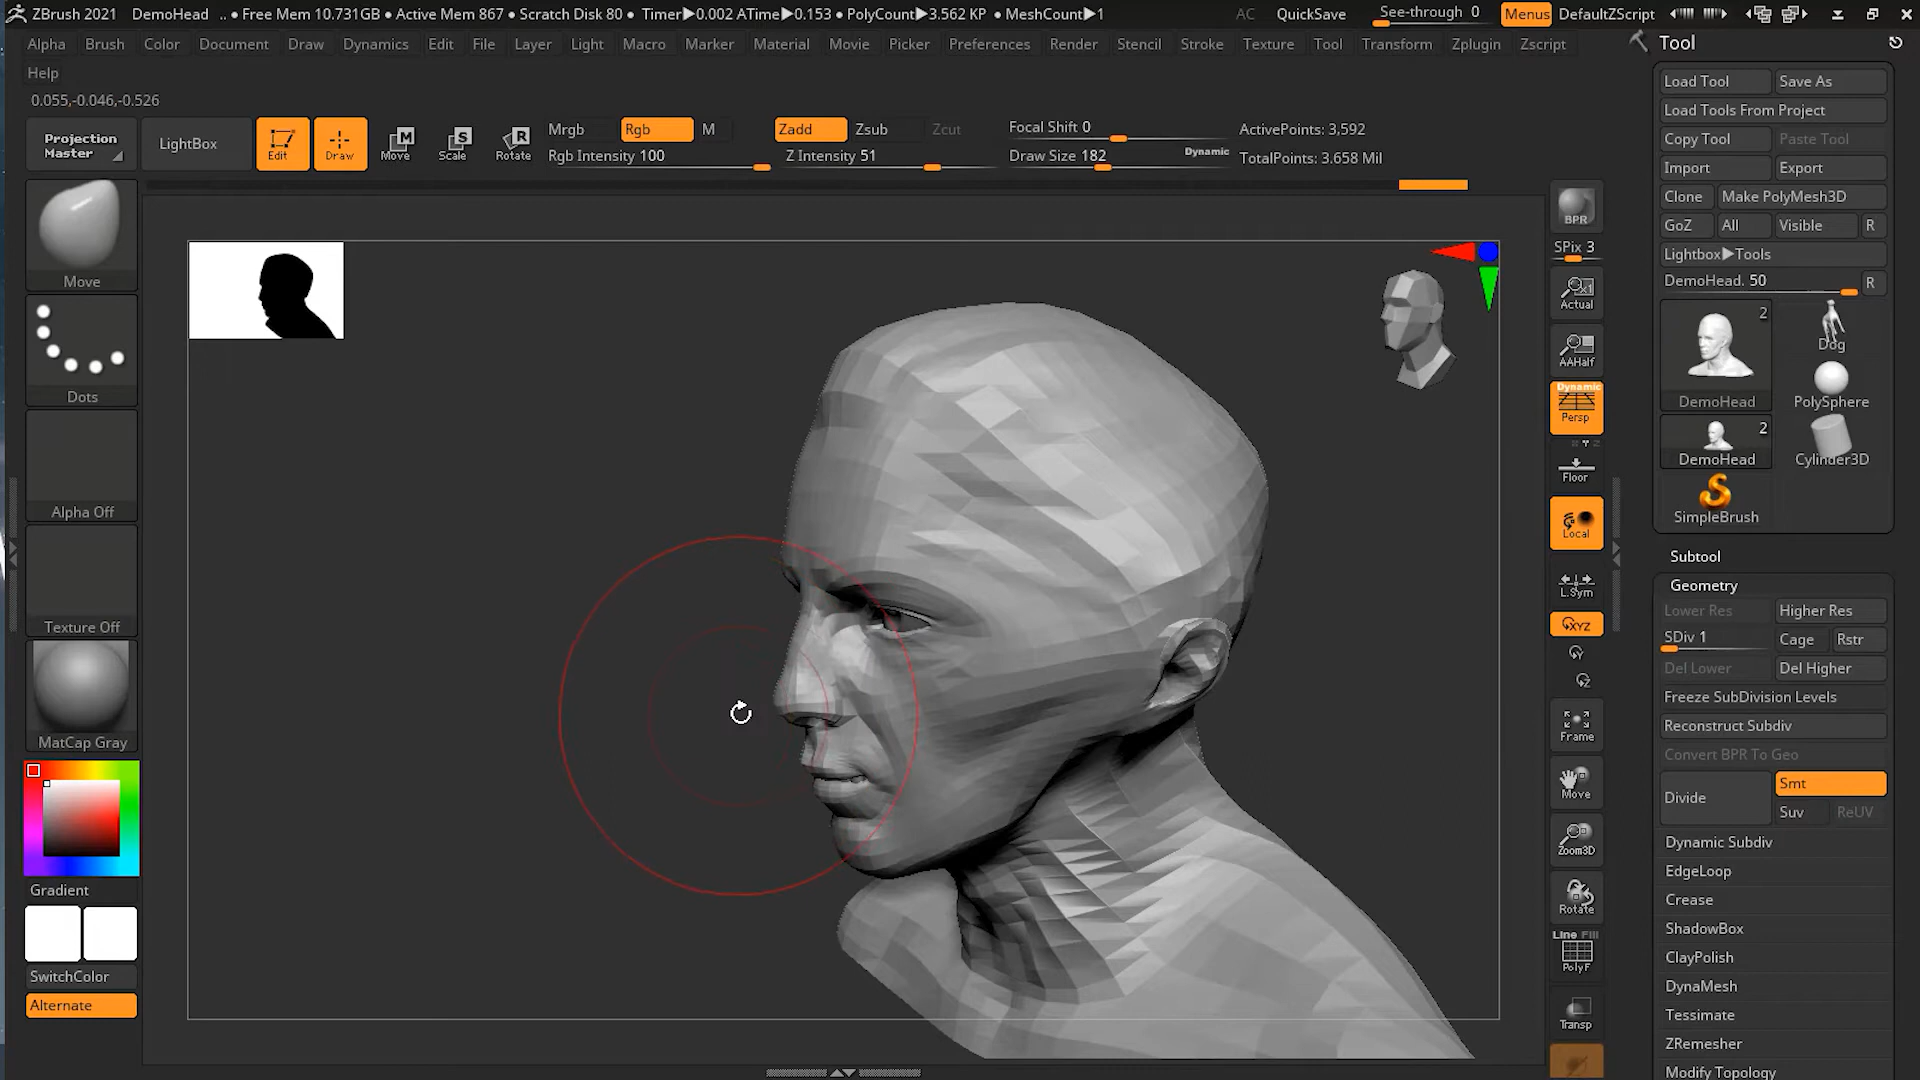 ZBrush 2021 DemoHead .. • Free Mem 10.731GB • Active Mem 867 • Scratch Disk 80 • Timer▶0.002 ATime▶0.153 • PolyCount▶3.562 KP • MeshCount▶1 AC QuickSave See-through 0 Menus DefaultZScript
Alpha Brush Color Document Draw Dynamics Edit File Layer Light Macro Marker Material Movie Picker Preferences Render Stencil Stroke Texture Tool Transform Zplugin Zscript
Help
0.055,-0.046,-0.526
Projection Master
LightBox
Edit
Draw
M
Move
S
Scale
R
Rotate
Mrgb Rgb M
Rgb Intensity 100
Zadd Zsub Zcut
Z Intensity 51
Focal Shift 0
Draw Size 182 Dynamic
ActivePoints: 3,592
TotalPoints: 3.658 Mil
Move
Dots
Alpha Off
Texture Off
MatCap Gray
Gradient
SwitchColor
Alternate
BPR
SPix 3
x1
Actual
AAHalf
Dynamic
Persp
Floor
Local
L.Sym
XYZ
Y
Z
Frame
Move
Zoom3D
Rotate
Line Fill
PolyF
Transp
Tool
Load Tool Save As
Load Tools From Project
Copy Tool Paste Tool
Import Export
Clone Make PolyMesh3D
GoZ All Visible R
Lightbox▶Tools
DemoHead. 50 R
2
DemoHead
Dog
PolySphere
2
DemoHead
Cylinder3D
SimpleBrush
Subtool
Geometry
Lower Res Higher Res
SDiv 1 Cage Rstr
Del Lower Del Higher
Freeze SubDivision Levels
Reconstruct Subdiv
Convert BPR To Geo
Divide Smt
Suv ReUV
Dynamic Subdiv
EdgeLoop
Crease
ShadowBox
ClayPolish
DynaMesh
Tessimate
ZRemesher
Modify Topology